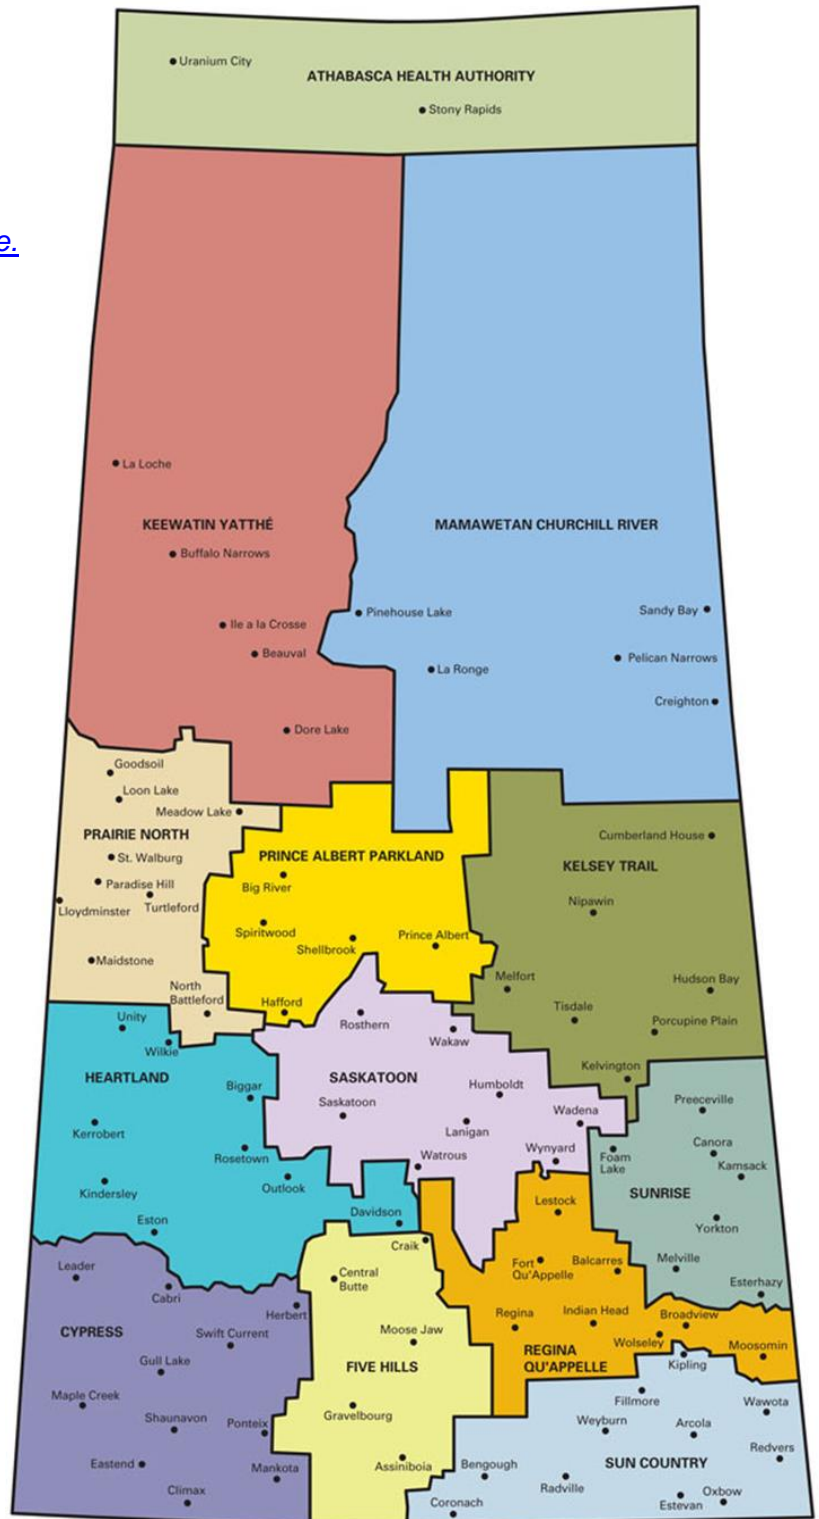 Uranium City
ATHABASCA HEALTH AUTHORITY
Stony Rapids
e.
La Loche
KEEWATIN YATTHÉ
MAMAWETAN CHURCHILL RIVER
Buffalo Narrows
Pinehouse Lake
Sandy Bay
Ile a la Crosse
Beauval
Pelican Narrows
La Ronge
Creighton
Dore Lake
Goodsoil
Loon Lake
Meadow Lake
PRAIRIE NORTH
Cumberland House
St. Walburg
PRINCE ALBERT PARKLAND
KELSEY TRAIL
Paradise Hill
Big River
Lloydminster
Turtleford
Nipawin
Spiritwood
Prince Albert
Shellbrook
Maidstone
Melfort
Hudson Bay
North
Battleford
Hafford
Tisdale
Unity
Rosthern
Porcupine Plain
Wakaw
Wilkie
Kelvington
HEARTLAND
SASKATOON
Biggar
Humboldt
Preeceville
Saskatoon
Wadena
Kerrobert
Lanigan
Canora
Rosetown
Watrous
Wynyard
Foam
Lake
Kamsack
Kindersley
Outlook
SUNRISE
Lestock
Eston
Davidson
Yorkton
Craik
Leader
Central
Butte
Fort
Qu'Appelle
Balcarres
Melville
Cabri
Esterhazy
Herbert
Regina
Indian Head
Broadview
CYPRESS
Swift Current
Moose Jaw
Wolseley
Moosomin
Gull Lake
FIVE HILLS
REGINA
QU'APPELLE
Kipling
Maple Creek
Fillmore
Wawota
Shaunavon
Ponteix
Gravelbourg
Weyburn
Arcola
Redvers
Eastend
Mankota
Assiniboia
Bengough
SUN COUNTRY
Climax
Radville
Oxbow
Coronach
Estevan